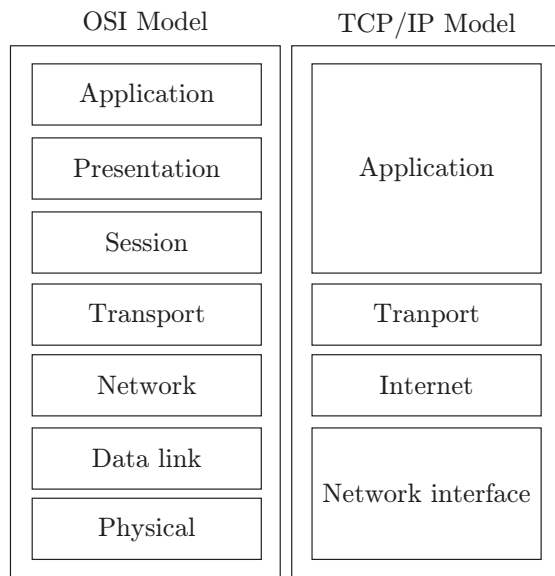 OSI Model
Application
Presentation
Session
Transport
Network
Data link
Physical
TCP/IP Model
Application
Tranport
Internet
Network interface